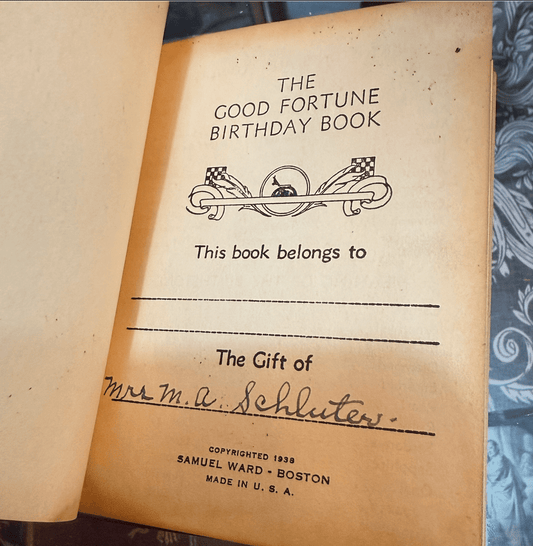 THE
GOOD FORTUNE
BIRTHDAY BOOK
This book belongs to
The Gift of
Mrs M. A. Schluter.
COPYRIGHTED 1938
SAMUEL WARD - BOSTON
MADE IN U. S. A.